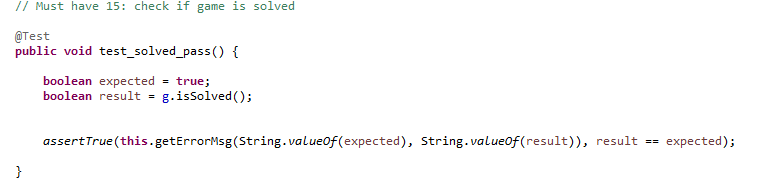 // Must have 15: check if game is solved
@Test
public void test_solved_pass() {
boolean expected = true;
boolean result = g.isSolved();
assertTrue(this.getErrorMsg(String.valueOf(expected), String.valueOf(result)), result == expected);
}